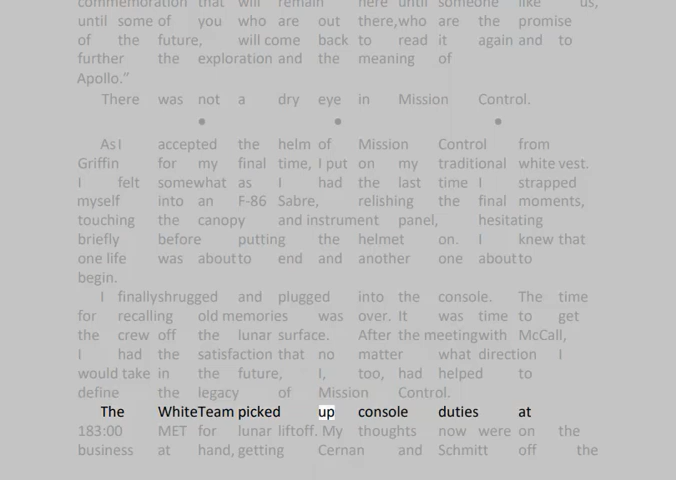 commemoration that will remain here until someone like us,
until some of you who are out there,who are the promise
of the future, will come back to read it again and to
further the exploration and the meaning of
Apollo."
There was not a dry eye in Mission Control.
• • •
As I accepted the helm of Mission Control from
Griffin for my final time, I put on my traditional white vest.
I felt somewhat as I had the last time I strapped
myself into an F-86 Sabre, relishing the final moments,
touching the canopy and instrument panel, hesitating
briefly before putting the helmet on. I knew that
one life was about to end and another one about to
begin.
I finally shrugged and plugged into the console. The time
for recalling old memories was over. It was time to get
the crew off the lunar surface. After the meeting with McCall,
I had the satisfaction that no matter what direction I
would take in the future, I, too, had helped to
define the legacy of Mission Control.
The White Team picked up console duties at
183:00 MET for lunar liftoff. My thoughts now were on the
business at hand, getting Cernan and Schmitt off the